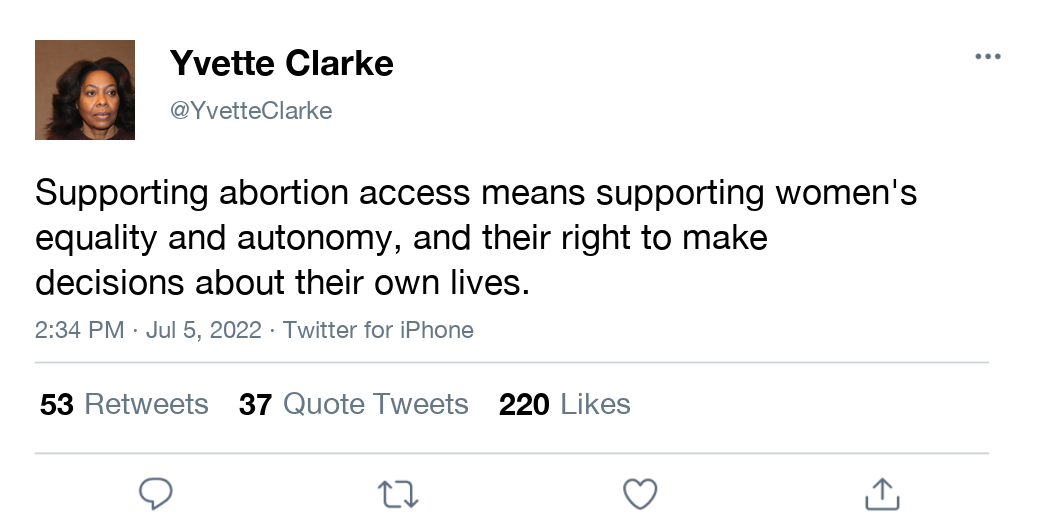 Yvette Clarke
@YvetteClarke
Supporting abortion access means supporting women's
equality and autonomy, and their right to make
decisions about their own lives.
2:34 PM · Jul 5, 2022 · Twitter for iPhone
53 Retweets 37 Quote Tweets 220 Likes